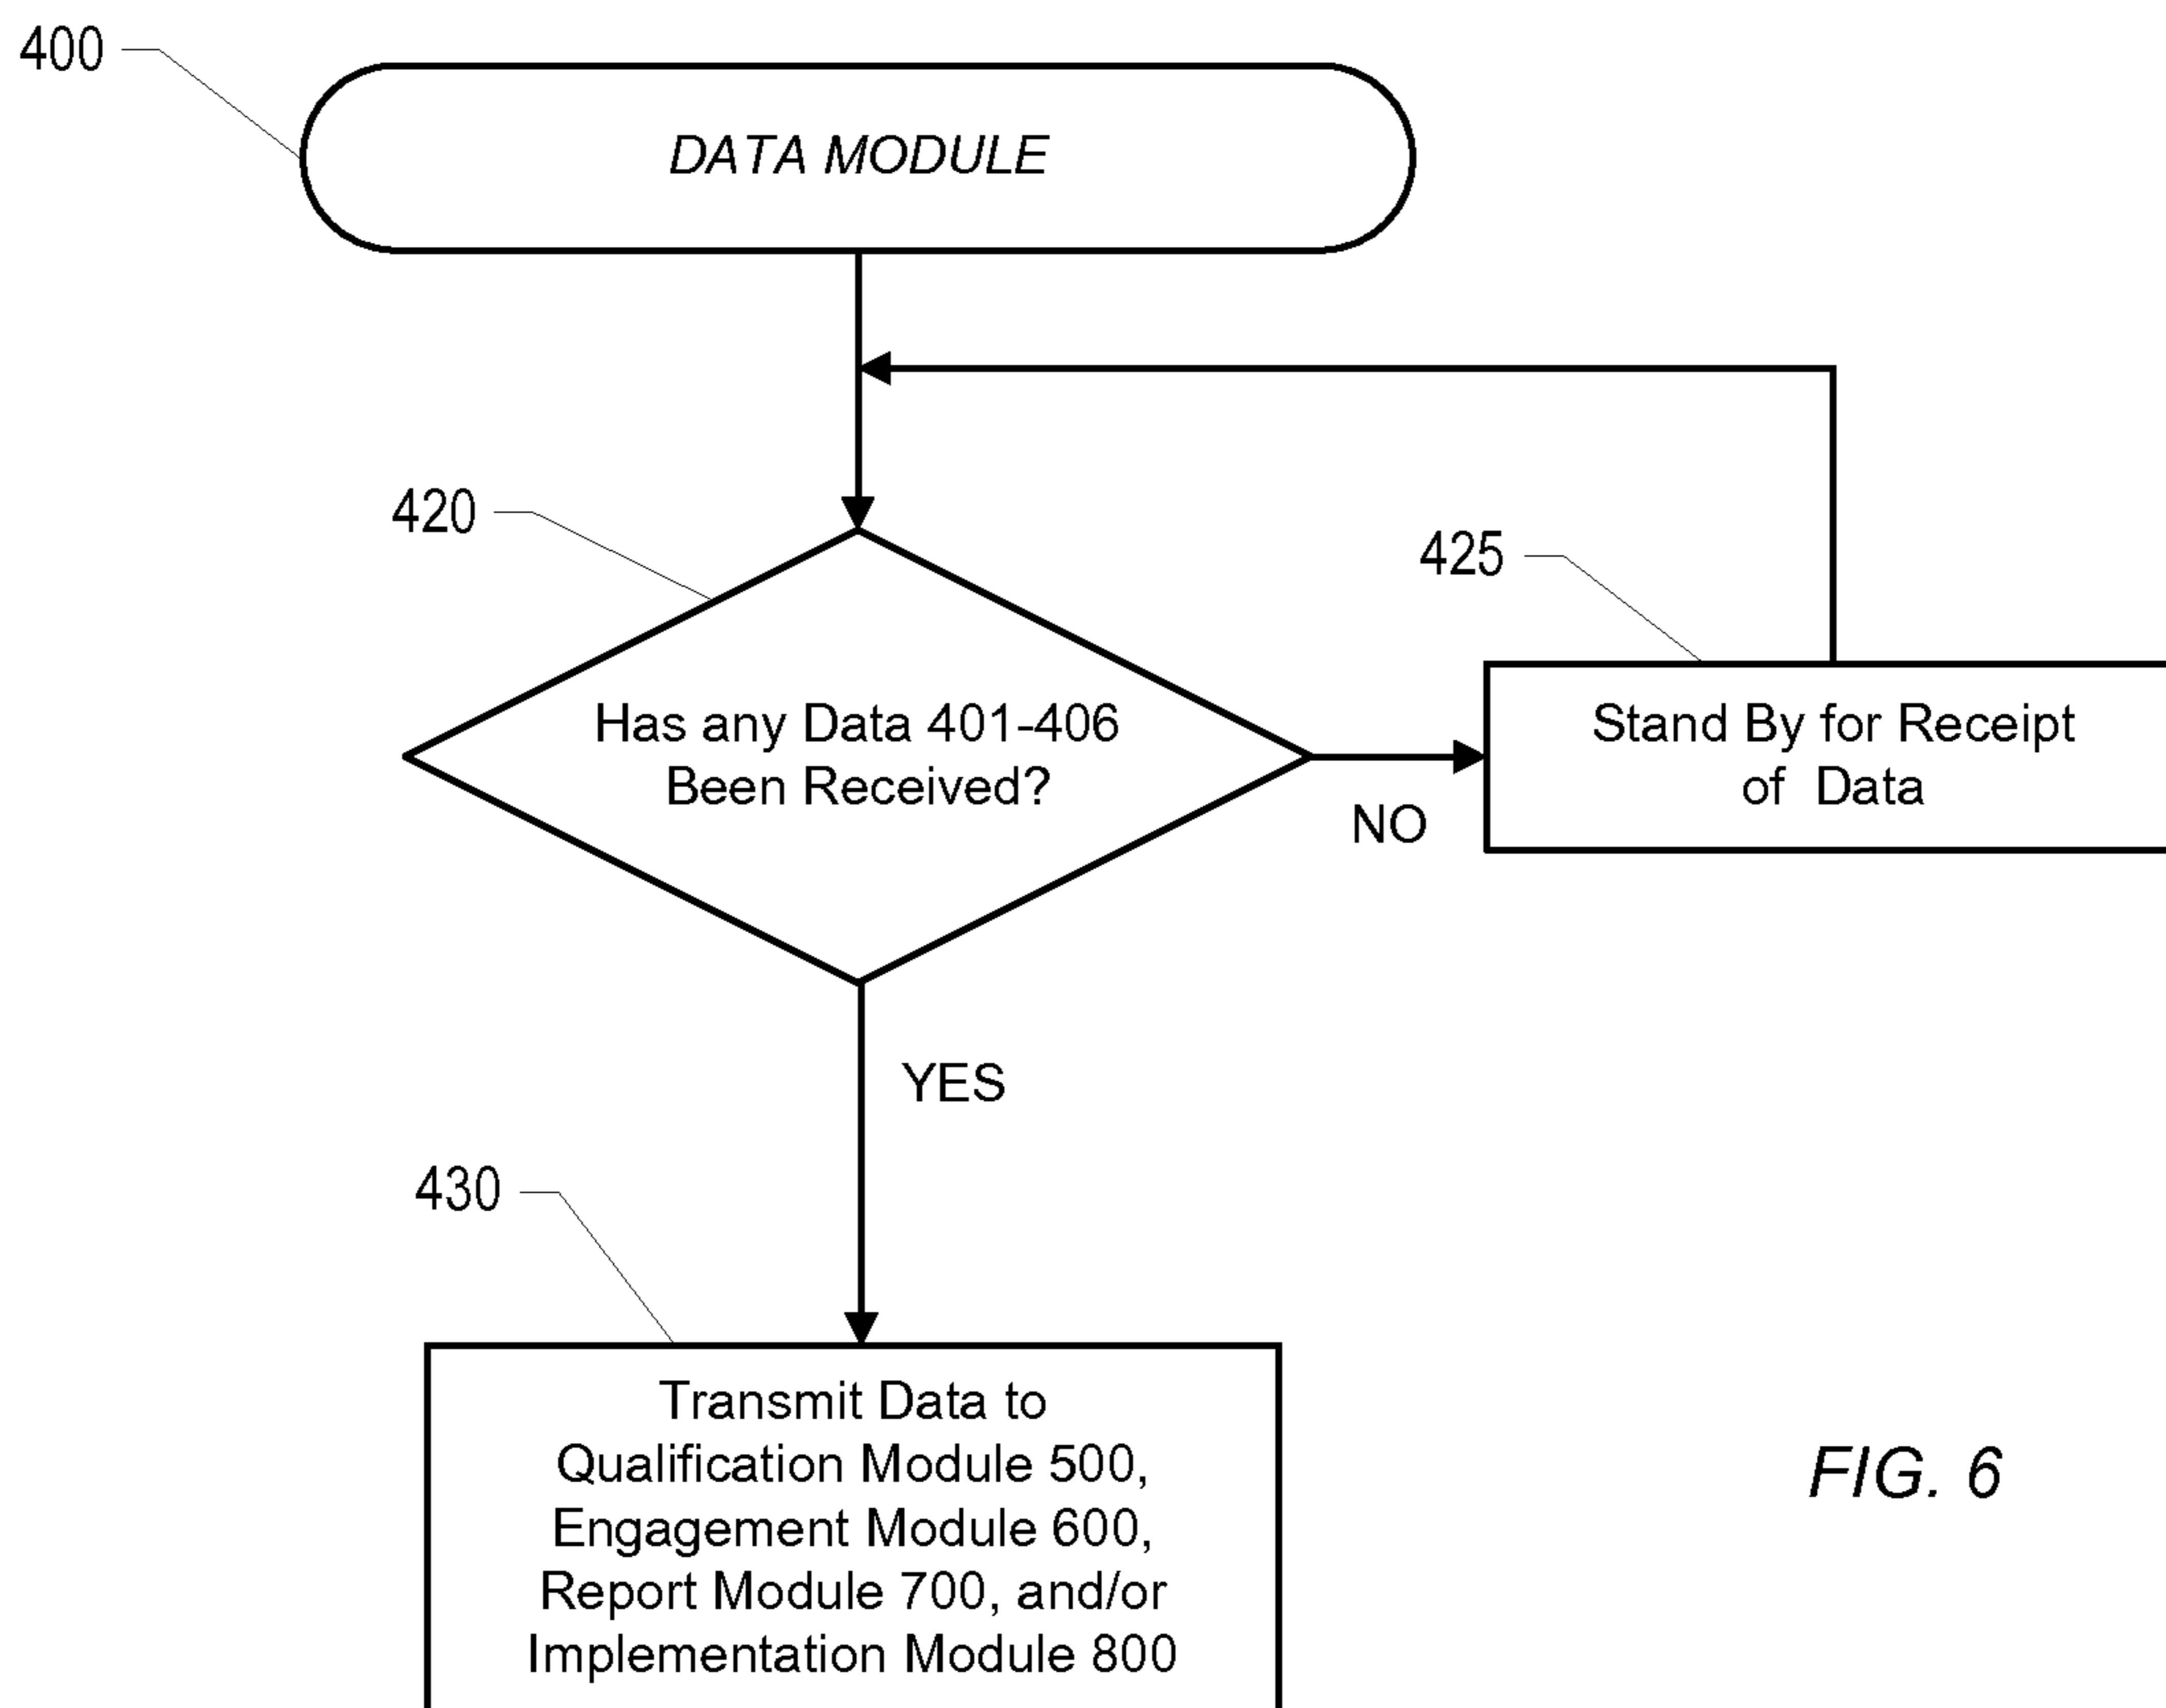 400
DATA MODULE
420
425
Has any Data 401-406
Been Received?
Stand By for Receipt
of Data
NO
YES
430
Transmit Data to
Qualification Module 500,
Engagement Module 600,
Report Module 700, and/or
Implementation Module 800
FIG. 6